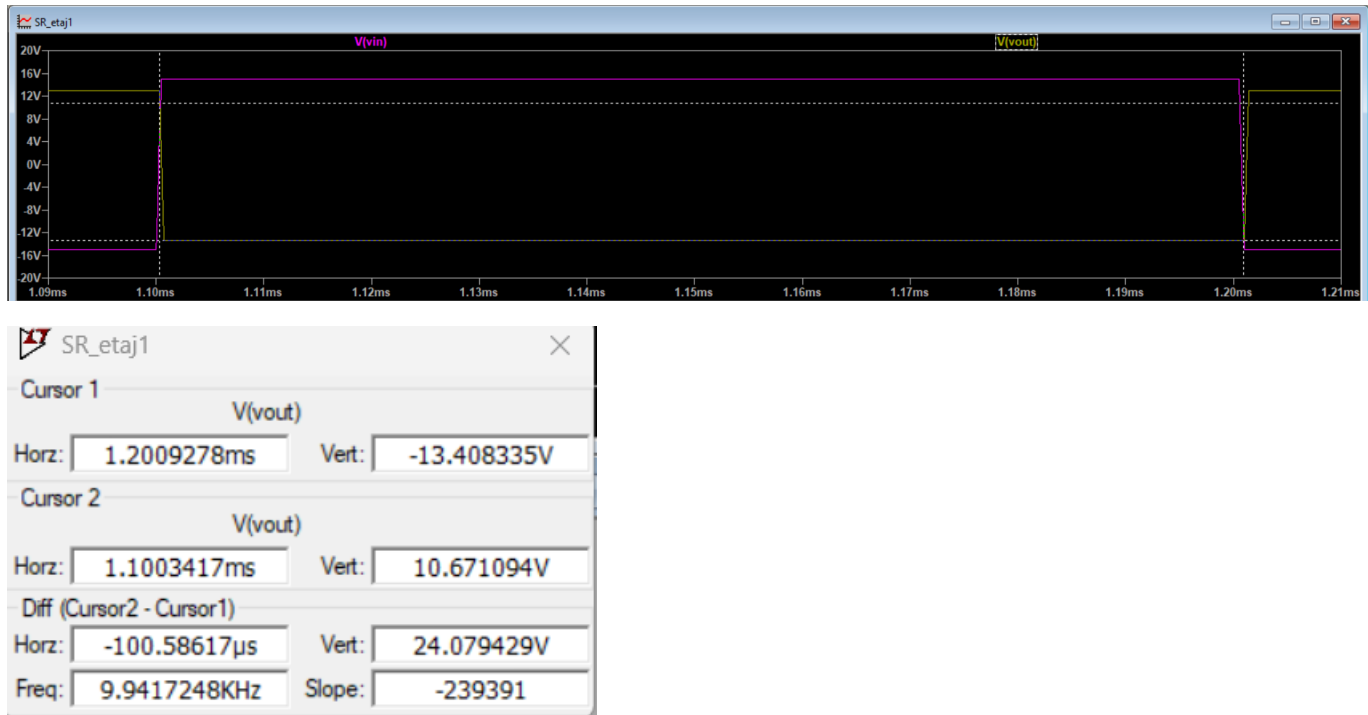 SR_etaj1
V(vin) V(vout)
20V
16V
12V
8V
4V
0V
-4V
-8V
-12V
-16V
-20V
1.09ms 1.10ms 1.11ms 1.12ms 1.13ms 1.14ms 1.15ms 1.16ms 1.17ms 1.18ms 1.19ms 1.20ms 1.21ms
SR_etaj1
Cursor 1
V(vout)
Horz: 1.2009278ms Vert: -13.408335V
Cursor 2
V(vout)
Horz: 1.1003417ms Vert: 10.671094V
Diff (Cursor2 - Cursor1)
Horz: -100.58617µs Vert: 24.079429V
Freq: 9.9417248KHz Slope: -239391